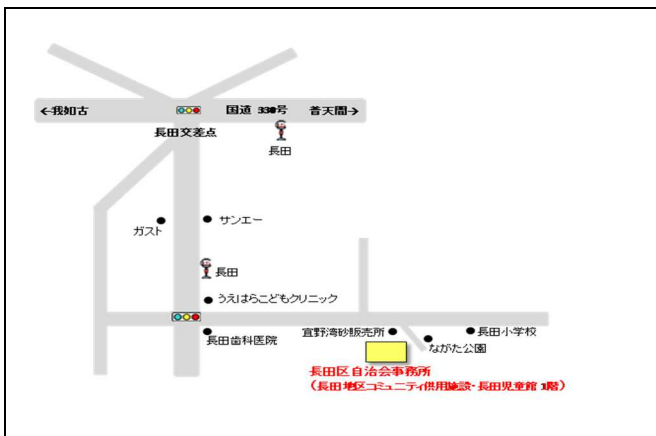 ←我如古
国道 330号
普天間→
長田交差点
長田
ガスト
サンエー
長田
うえはらこどもクリニック
長田歯科医院
宜野湾砂販売所
長田小学校
ながた公園
長田区自治会事務所
（長田地区コミュニティ供用施設・長田児童館 1階）